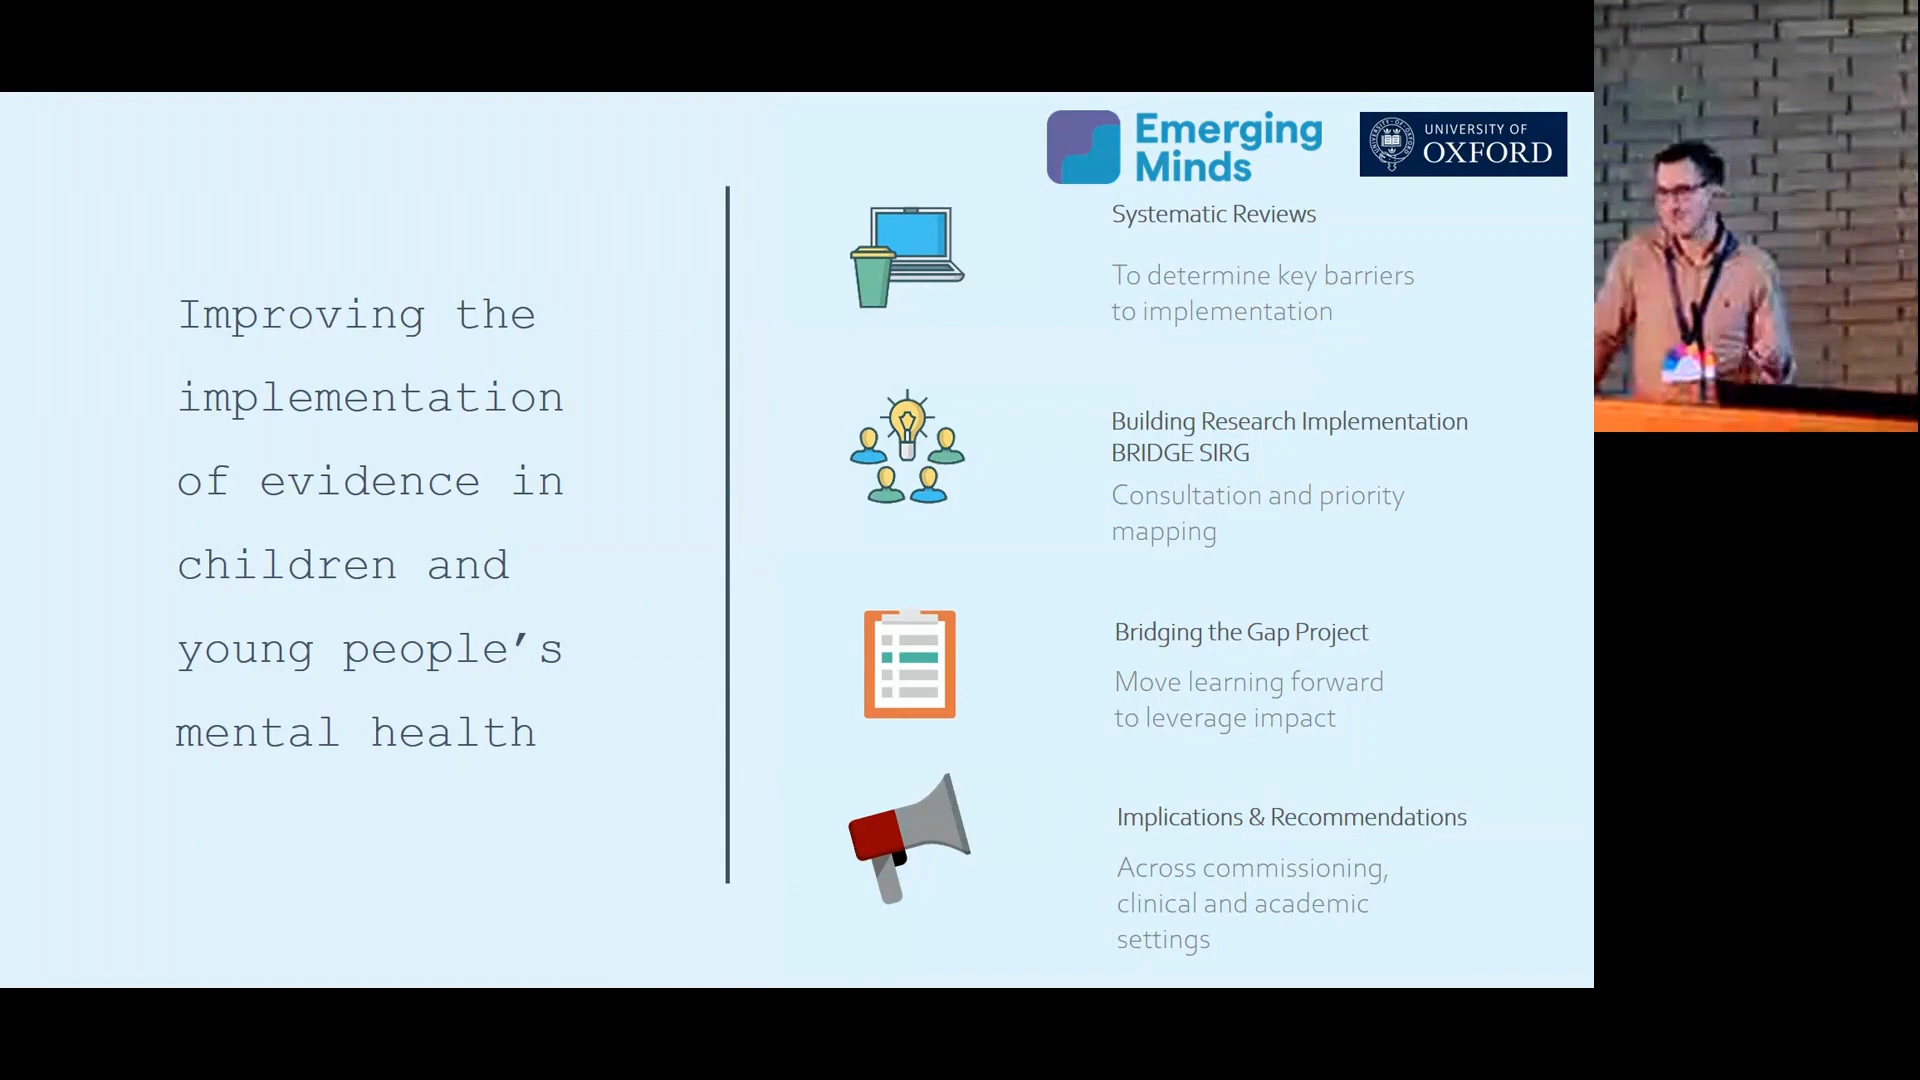 Improving the
implementation
of evidence in
children and
young people’s
mental health
Emerging
Minds
UNIVERSITY OF
OXFORD
Systematic Reviews
To determine key barriers
to implementation
Building Research Implementation
BRIDGE SIRG
Consultation and priority
mapping
Bridging the Gap Project
Move learning forward
to leverage impact
Implications & Recommendations
Across commissioning,
clinical and academic
settings